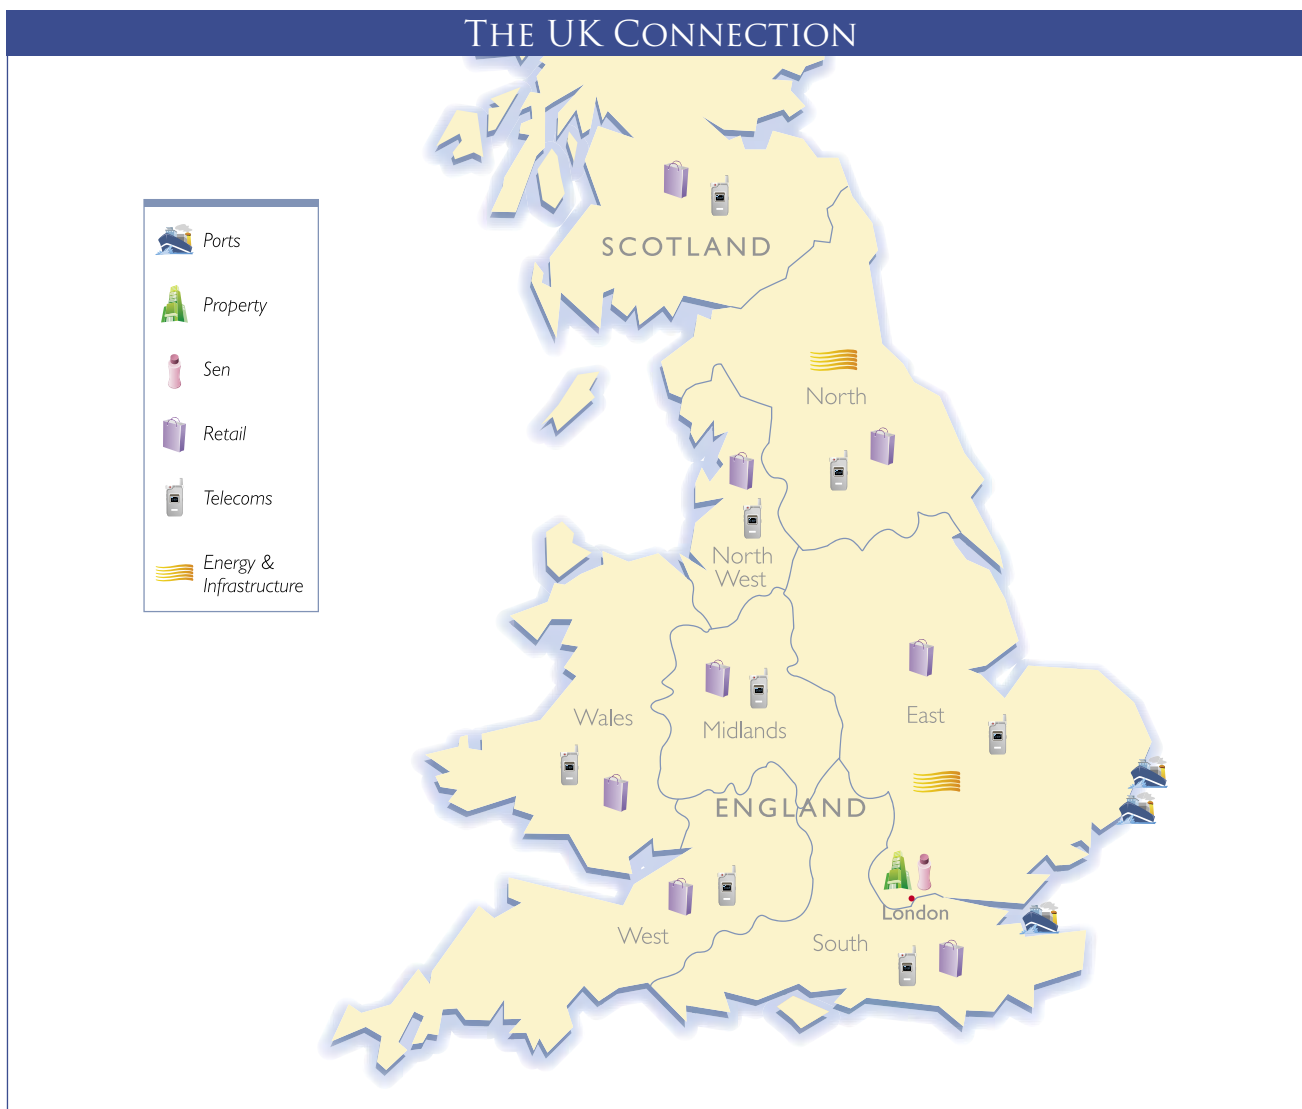 THE UK CONNECTION
Ports
Property
Sen
Retail
Telecoms
Energy &
Infrastructure
SCOTLAND
North
North
West
Wales
Midlands
East
ENGLAND
London
West
South